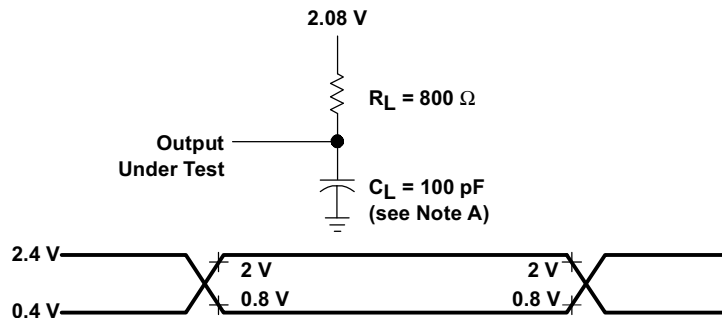 2.08 V
RL = 800 Ω
Output
Under Test
CL = 100 pF
(see Note A)
2.4 V
2 V
2 V
0.8 V
0.8 V
0.4 V